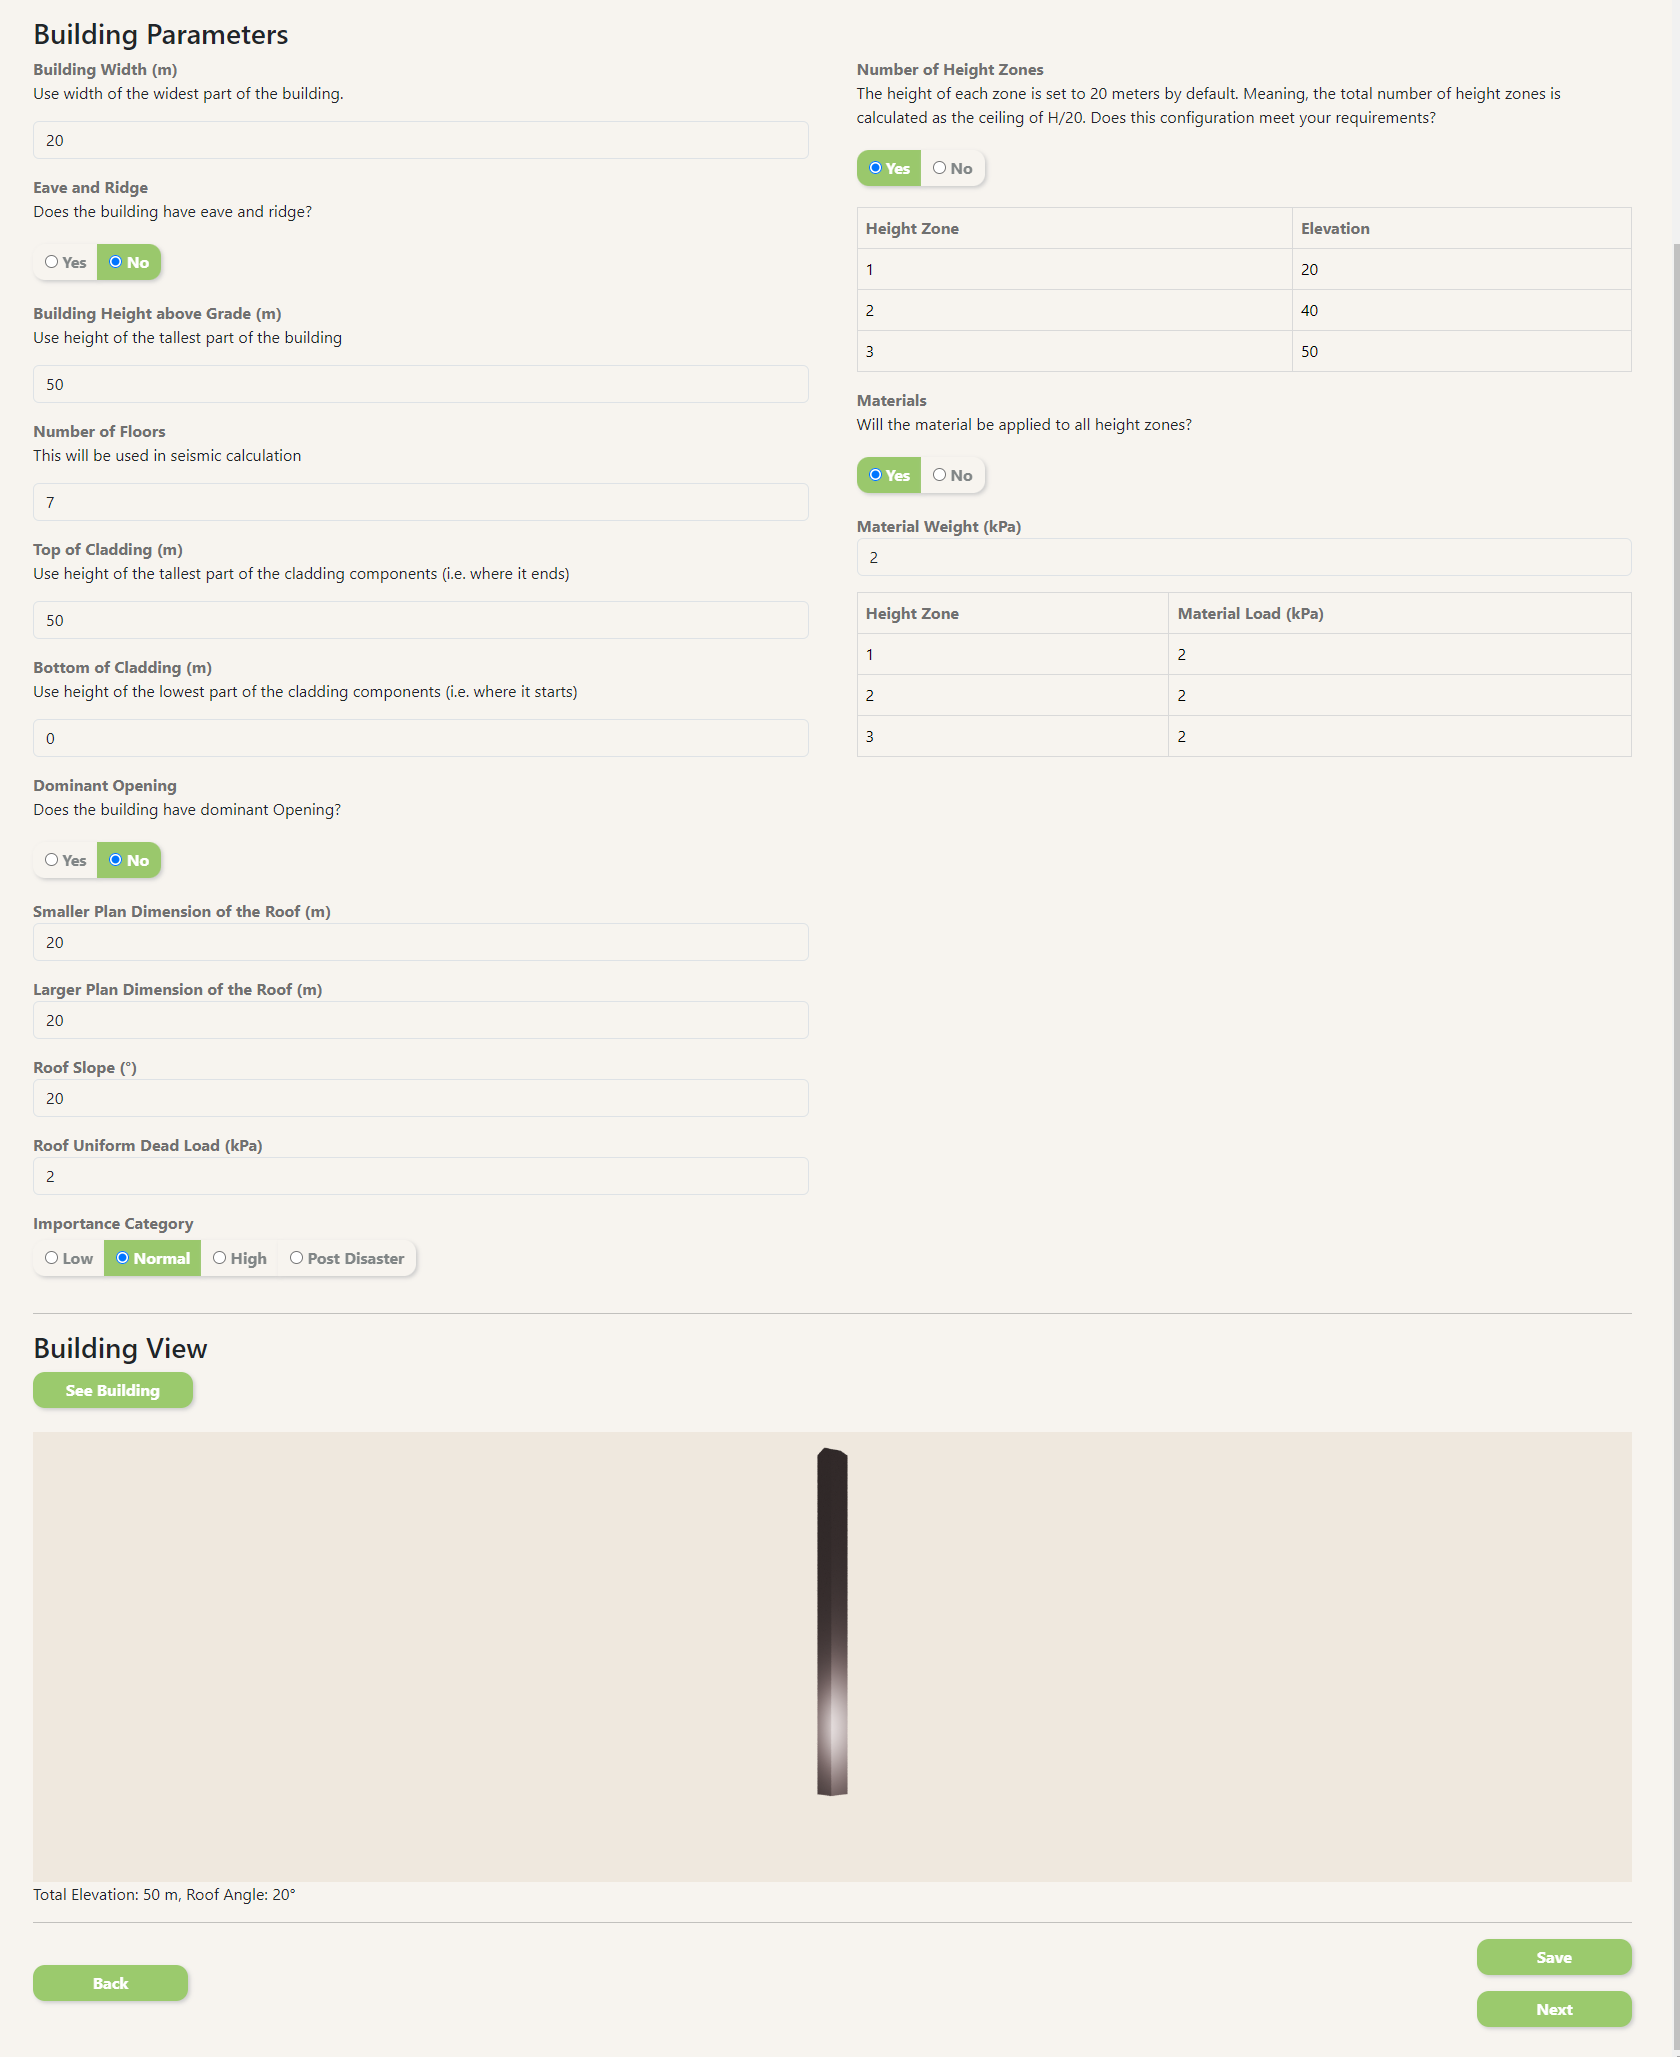 Building Parameters
Building Width (m)
Use width of the widest part of the building.
20
Eave and Ridge
Does the building have eave and ridge?
Yes No
Building Height above Grade (m)
Use height of the tallest part of the building
50
Number of Floors
This will be used in seismic calculation
7
Top of Cladding (m)
Use height of the tallest part of the cladding components (i.e. where it ends)
50
Bottom of Cladding (m)
Use height of the lowest part of the cladding components (i.e. where it starts)
0
Dominant Opening
Does the building have dominant Opening?
Yes No
Smaller Plan Dimension of the Roof (m)
20
Larger Plan Dimension of the Roof (m)
20
Roof Slope (°)
20
Roof Uniform Dead Load (kPa)
2
Importance Category
Low Normal High Post Disaster
Number of Height Zones
The height of each zone is set to 20 meters by default. Meaning, the total number of height zones is
calculated as the ceiling of H/20. Does this configuration meet your requirements?
Yes No
Height Zone Elevation
1 20
2 40
3 50
Materials
Will the material be applied to all height zones?
Yes No
Material Weight (kPa)
2
Height Zone Material Load (kPa)
1 2
2 2
3 2
Building View
See Building
Total Elevation: 50 m, Roof Angle: 20°
Back
Save
Next